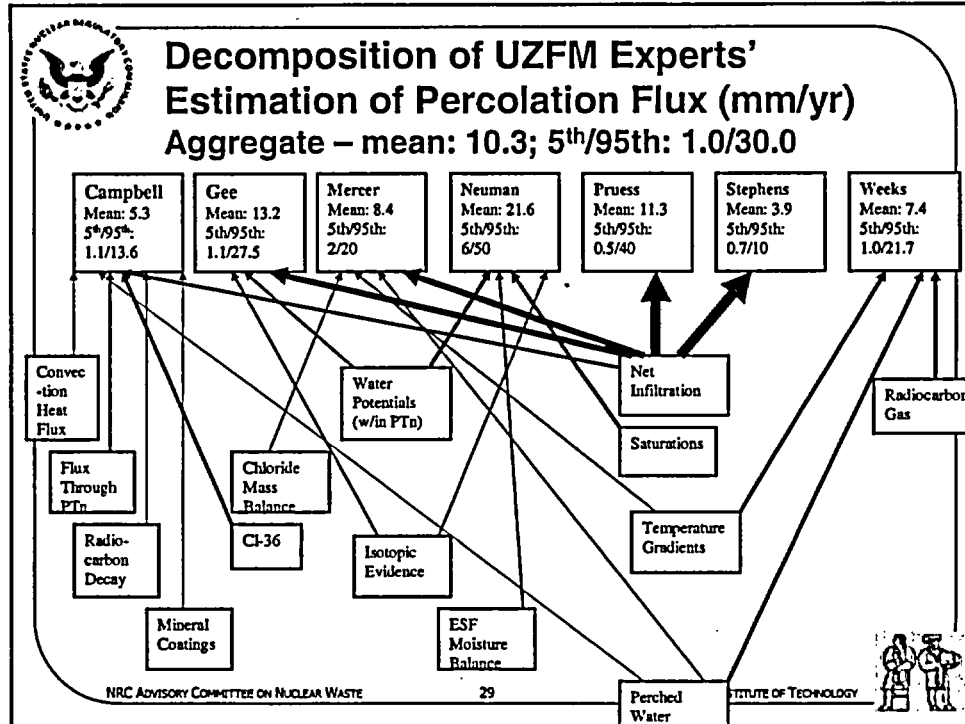 Decomposition of UZFM Experts'
Estimation of Percolation Flux (mm/yr)
Aggregate – mean: 10.3; 5th/95th: 1.0/30.0
Campbell
Mean: 5.3
5th/95th:
1.1/13.6
Gee
Mean: 13.2
5th/95th:
1.1/27.5
Mercer
Mean: 8.4
5th/95th:
2/20
Neuman
Mean: 21.6
5th/95th:
6/50
Pruess
Mean: 11.3
5th/95th:
0.5/40
Stephens
Mean: 3.9
5th/95th:
0.7/10
Weeks
Mean: 7.4
5th/95th:
1.0/21.7
Convec
-tion
Heat
Flux
Water
Potentials
(w/in PTn)
Net
Infiltration
Radiocarbon
Gas
Flux
Through
PTn
Chloride
Mass
Balance
Saturations
Radio-
carbon
Decay
Cl-36
Isotopic
Evidence
Temperature
Gradients
Mineral
Coatings
ESF
Moisture
Balance
Perched
Water
NRC ADVISORY COMMITTEE ON NUCLEAR WASTE
29
STITUTE OF TECHNOLOGY